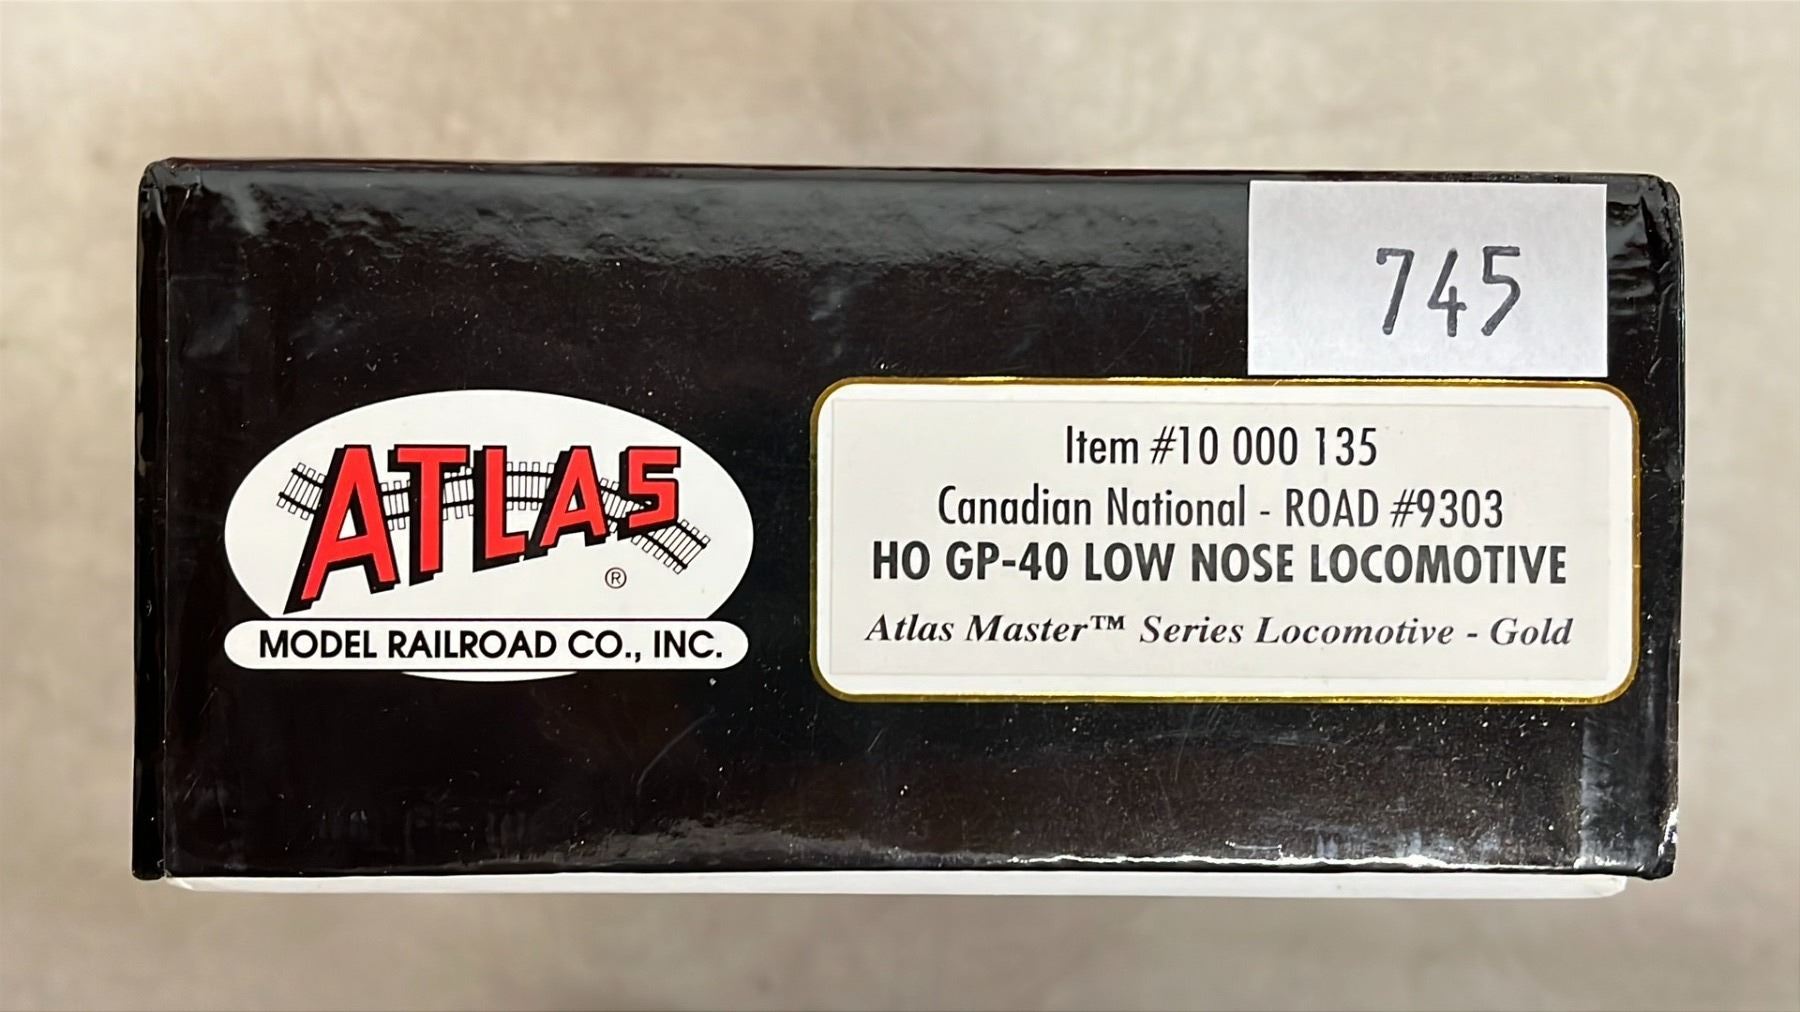 745
ATLAS
®
MODEL RAILROAD CO., INC.
Item #10 000 135
Canadian National - ROAD #9303
HO GP-40 LOW NOSE LOCOMOTIVE
Atlas Master™ Series Locomotive - Gold